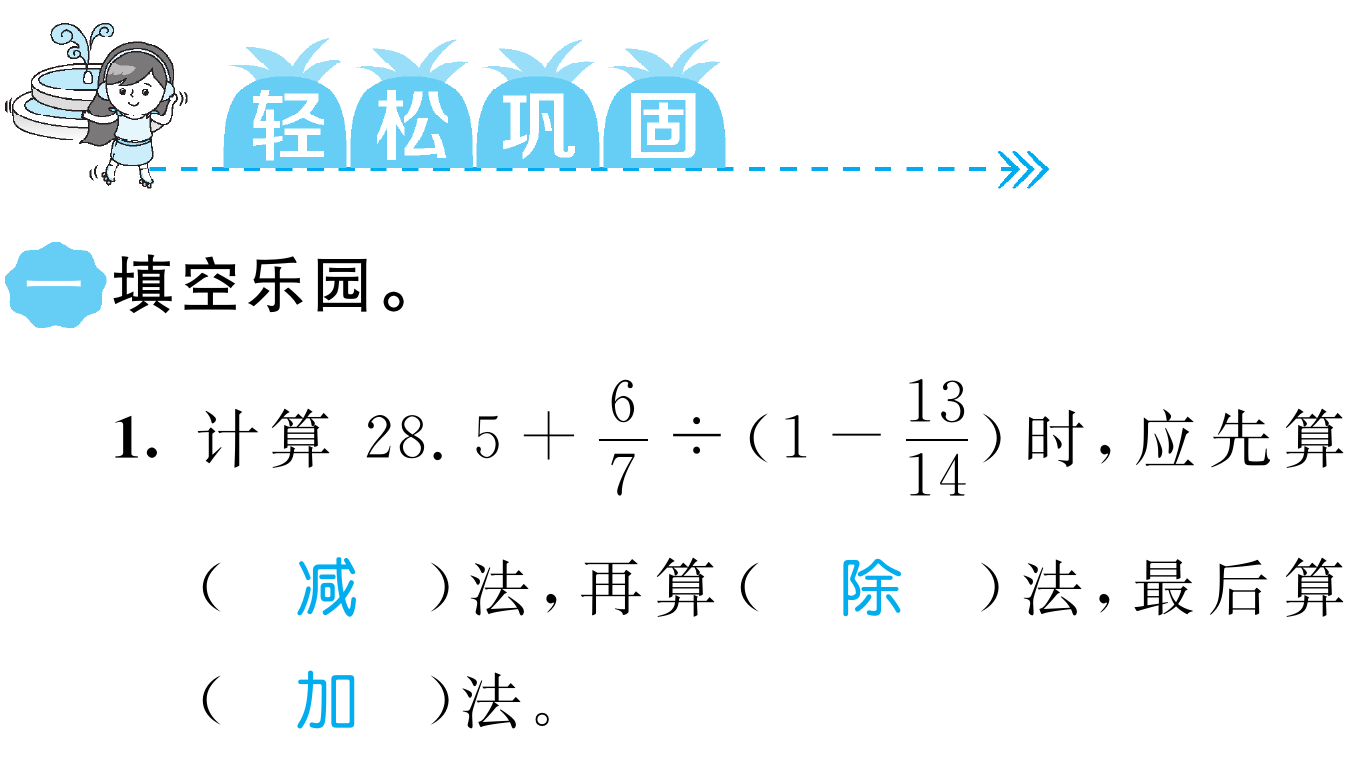 轻松巩固
一 填空乐园。
1. 计算 28.5+6/7÷(1-13/14)时,应先算
( 减 )法,再算( 除 )法,最后算
( 加 )法。